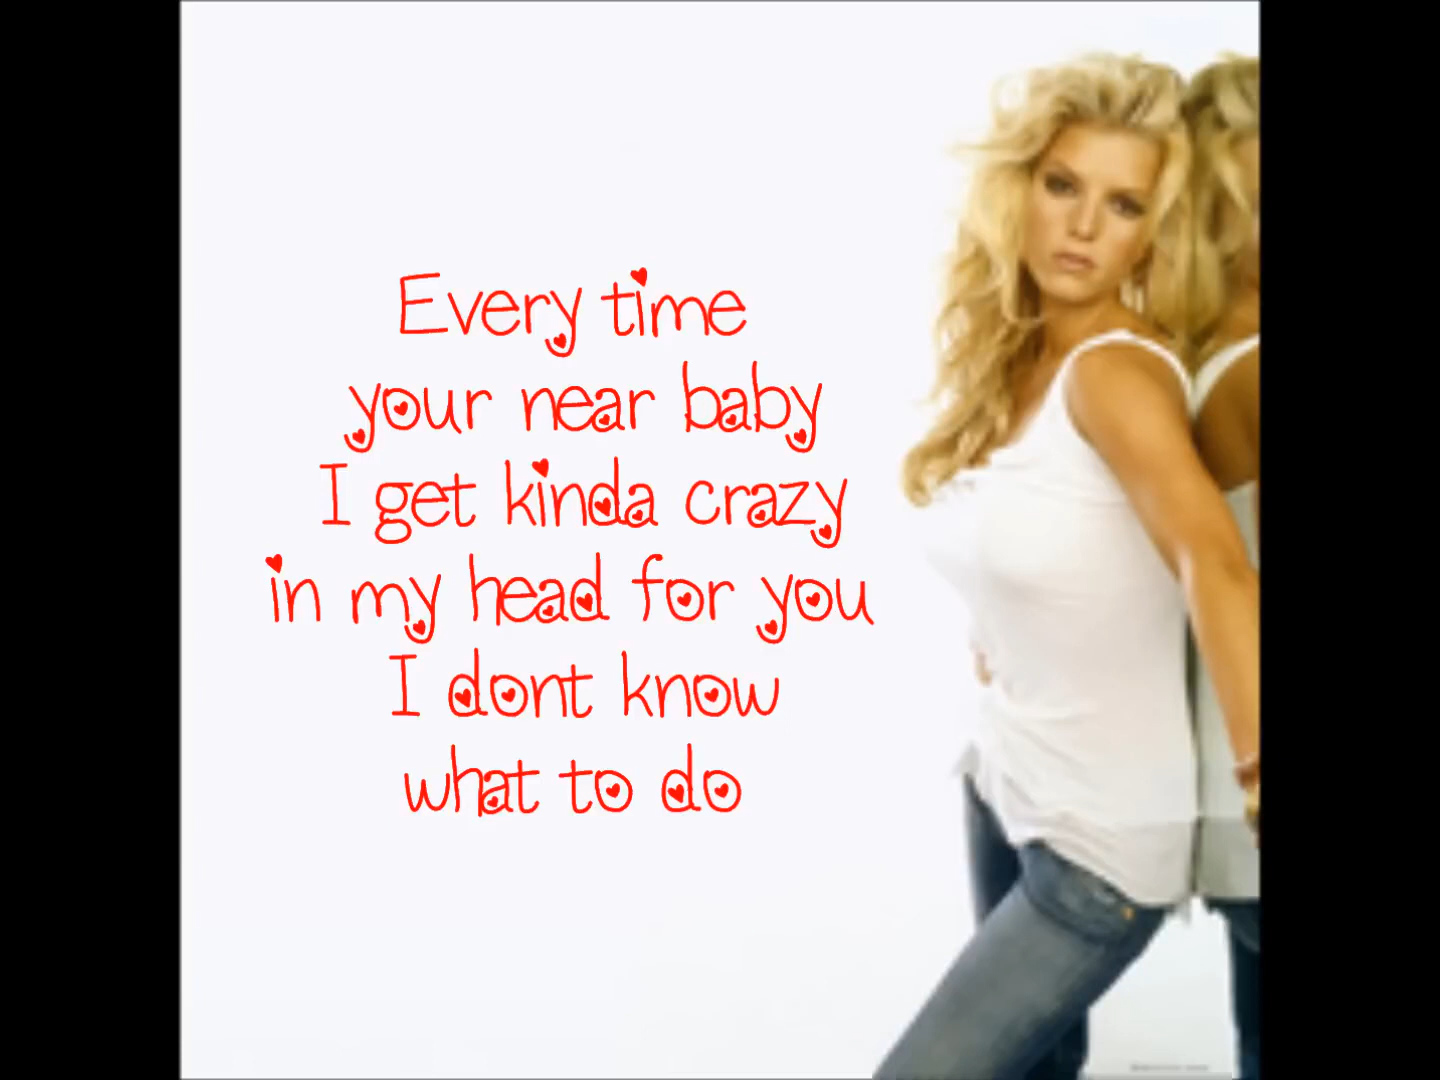 Every time
your near baby
I get kinda crazy
in my head for you
I dont know
what to do